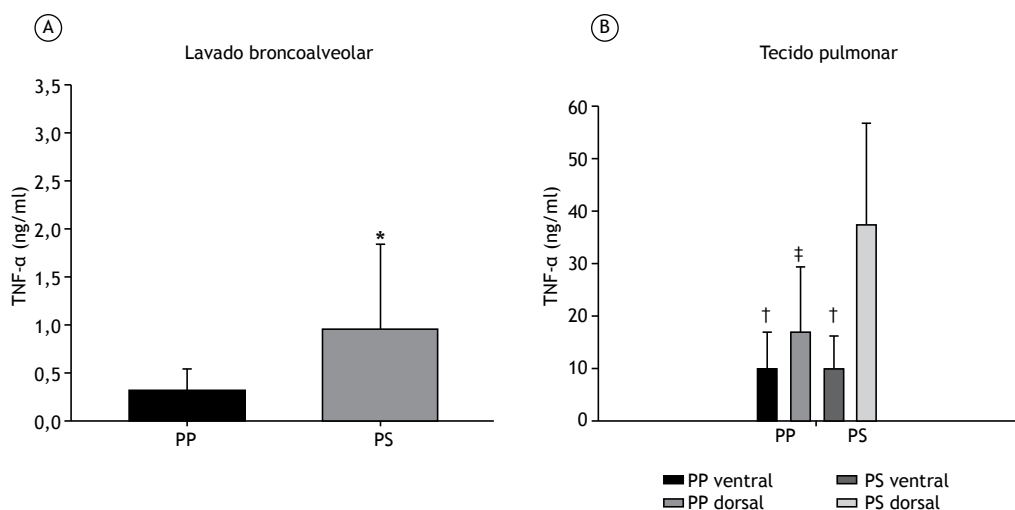 A
Lavado broncoalveolar
TNF-α (ng/ml)
3,5
3,0
2,5
2,0
1,5
1,0
0,5
0,0
*
PP
PS
B
Tecido pulmonar
TNF-α (ng/ml)
60
50
40
30
20
10
0
† ‡ †
PP
PS
PP ventral
PS ventral
PP dorsal
PS dorsal